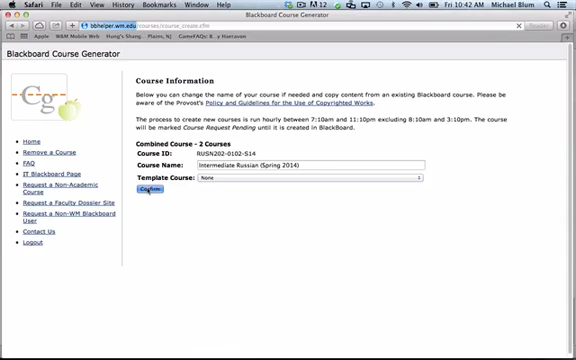 Safari File Edit View History Bookmarks Window Help 12 Fri 10:42 AM Michael Blum
Blackboard Course Generator
bbhelper.wm.edu/courses/course_create.cfm Reader
Apple W&M Mobile Web Hung's Shang. Plains, NJ
Blackboard Course Generator
Cg
Home
Remove a Course
FAQ
IT Blackboard Page
Request a Non-Academic
Course
Request a Faculty Dossier Site
Request a Non-WM Blackboard
User
Contact Us
Logout
Course Information
Below you can change the name of your course if needed and copy content from an existing Blackboard course. Please
be aware of the Provost's Policy and Guidelines for the Use of Copyrighted Works.
The process to create new courses is run hourly between 7:10am and 11:10pm excluding 8:10am and 3:10pm. The course
will be marked Course Request Pending until it is created in BlackBoard.
Combined Course - 2 Courses
Course ID: RUSN202-0102-S14
Course Name: Intermediate Russian (Spring 2014)
Template Course: None
Confirm